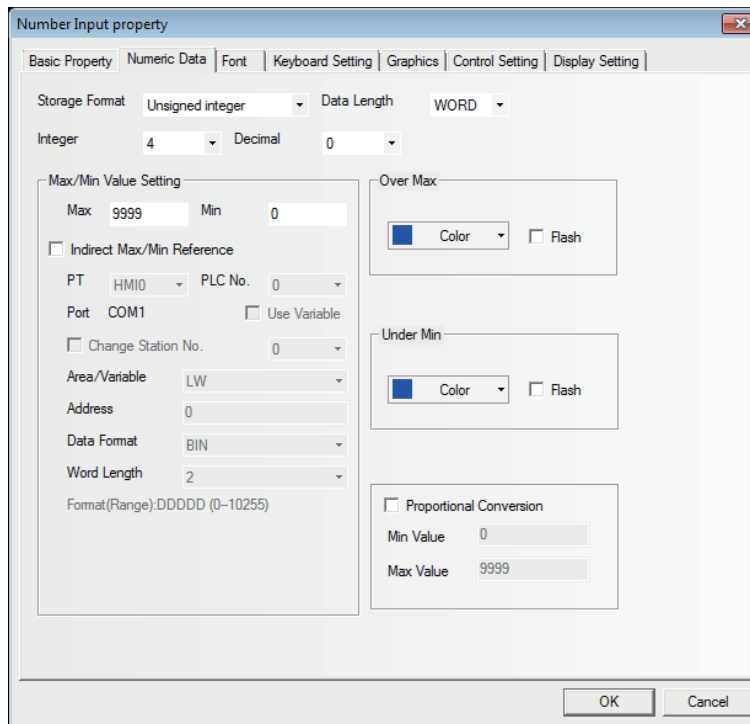 Number Input property
Basic Property Numeric Data Font Keyboard Setting Graphics Control Setting Display Setting
Storage Format Unsigned integer Data Length WORD
Integer 4 Decimal 0
Max/Min Value Setting
Max 9999 Min 0
Indirect Max/Min Reference
PT HMI0 PLC No. 0
Port COM1 Use Variable
Change Station No. 0
Area/Variable LW
Address 0
Data Format BIN
Word Length 2
Format(Range):DDDDD (0~10255)
Over Max
Color Flash
Under Min
Color Flash
Proportional Conversion
Min Value 0
Max Value 9999
OK Cancel